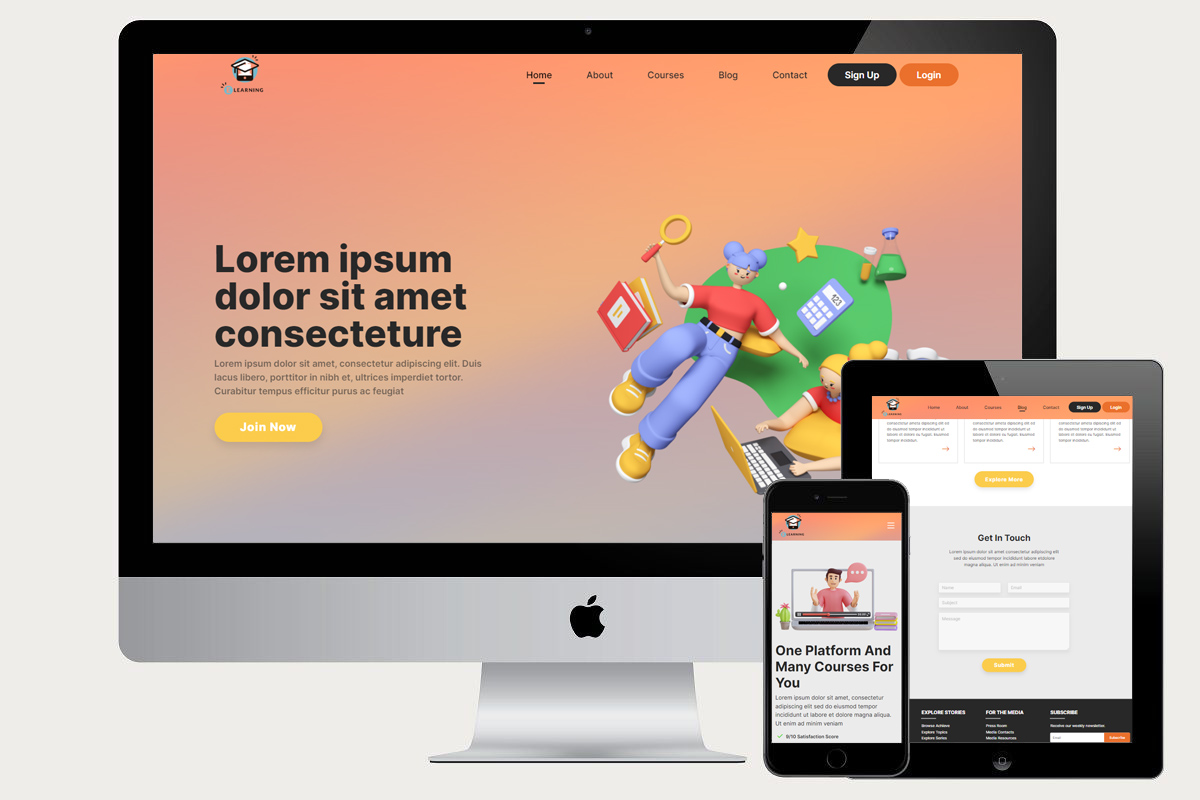 LEARNING
Home About Courses Blog Contact Sign Up Login
Lorem ipsum
dolor sit amet
consecteture
Lorem ipsum dolor sit amet, consectetur adipiscing elit. Duis
lacus libero, porttitor in nibh et, ultrices imperdiet tortor.
Curabitur tempus efficitur purus ac feugiat
Join Now
123
LEARNING
Home About Courses Blog Contact Sign Up Login
Explore More
Get In Touch
Lorem ipsum dolor sit amet consectetur adipiscing elit
sed do eiusmod tempor incididunt ut labore et dolore
magna aliqua. Ut enim ad minim veniam
Name Email
Subject
Message
Submit
EXPLORE STORIES FOR THE MEDIA SUBSCRIBE
Browse Achieve Press Room Receive our weekly newsletter.
Explore Topics Media Contacts
Explore Series Media Resources
Email Subscribe
LEARNING
One Platform And
Many Courses For
You
Lorem ipsum dolor sit amet, consectetur
adipiscing elit, sed do eiusmod tempor
incididunt ut labore et dolore magna aliqua.
Ut enim ad minim veniam
9/10 Satisfaction Score